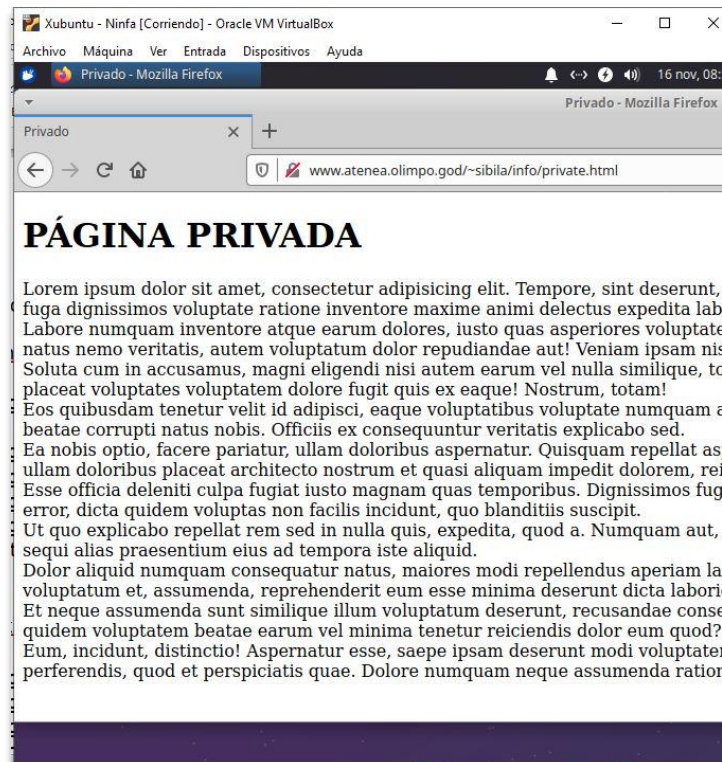 Xubuntu - Ninfa [Corriendo] - Oracle VM VirtualBox
Archivo Máquina Ver Entrada Dispositivos Ayuda
Privado - Mozilla Firefox 16 nov, 08:
Privado - Mozilla Firefox
Privado
www.atenea.olimpo.god/~sibila/info/private.html
PÁGINA PRIVADA
Lorem ipsum dolor sit amet, consectetur adipisicing elit. Tempore, sint deserunt,
fuga dignissimos voluptate ratione inventore maxime animi delectus expedita lab
Labore numquam inventore atque earum dolores, iusto quas asperiores voluptate
natus nemo veritatis, autem voluptatum dolor repudiandae aut! Veniam ipsam nis
Soluta cum in accusamus, magni eligendi nisi autem earum vel nulla similique, to
placeat voluptates voluptatem dolore fugit quis ex eaque! Nostrum, totam!
Eos quibusdam tenetur velit id adipisci, eaque voluptatibus voluptate numquam a
beatae corrupti natus nobis. Officiis ex consequuntur veritatis explicabo sed.
Ea nobis optio, facere pariatur, ullam doloribus aspernatur. Quisquam repellat as
ullam doloribus placeat architecto nostrum et quasi aliquam impedit dolorem, rei
Esse officia deleniti culpa fugiat iusto magnam quas temporibus. Dignissimos fug
error, dicta quidem voluptas non facilis incidunt, quo blanditiis suscipit.
Ut quo explicabo repellat rem sed in nulla quis, expedita, quod a. Numquam aut,
sequi alias praesentium eius ad tempora iste aliquid.
Dolor aliquid numquam consequatur natus, maiores modi repellendus aperiam la
voluptatum et, assumenda, reprehenderit eum esse minima deserunt dicta labori
Et neque assumenda sunt similique illum voluptatum deserunt, recusandae conse
quidem voluptatem beatae earum vel minima tenetur reiciendis dolor eum quod?
Eum, incidunt, distinctio! Aspernatur esse, saepe ipsam deserunt modi voluptate
perferendis, quod et perspiciatis quae. Dolore numquam neque assumenda ration